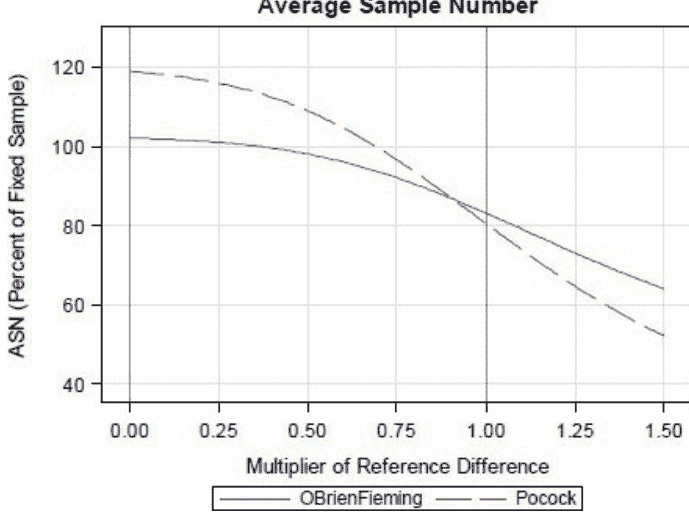 Average Sample Number
ASN (Percent of Fixed Sample)
120
100
80
60
40
0.00 0.25 0.50 0.75 1.00 1.25 1.50
Multiplier of Reference Difference
OBrienFleming Pocock